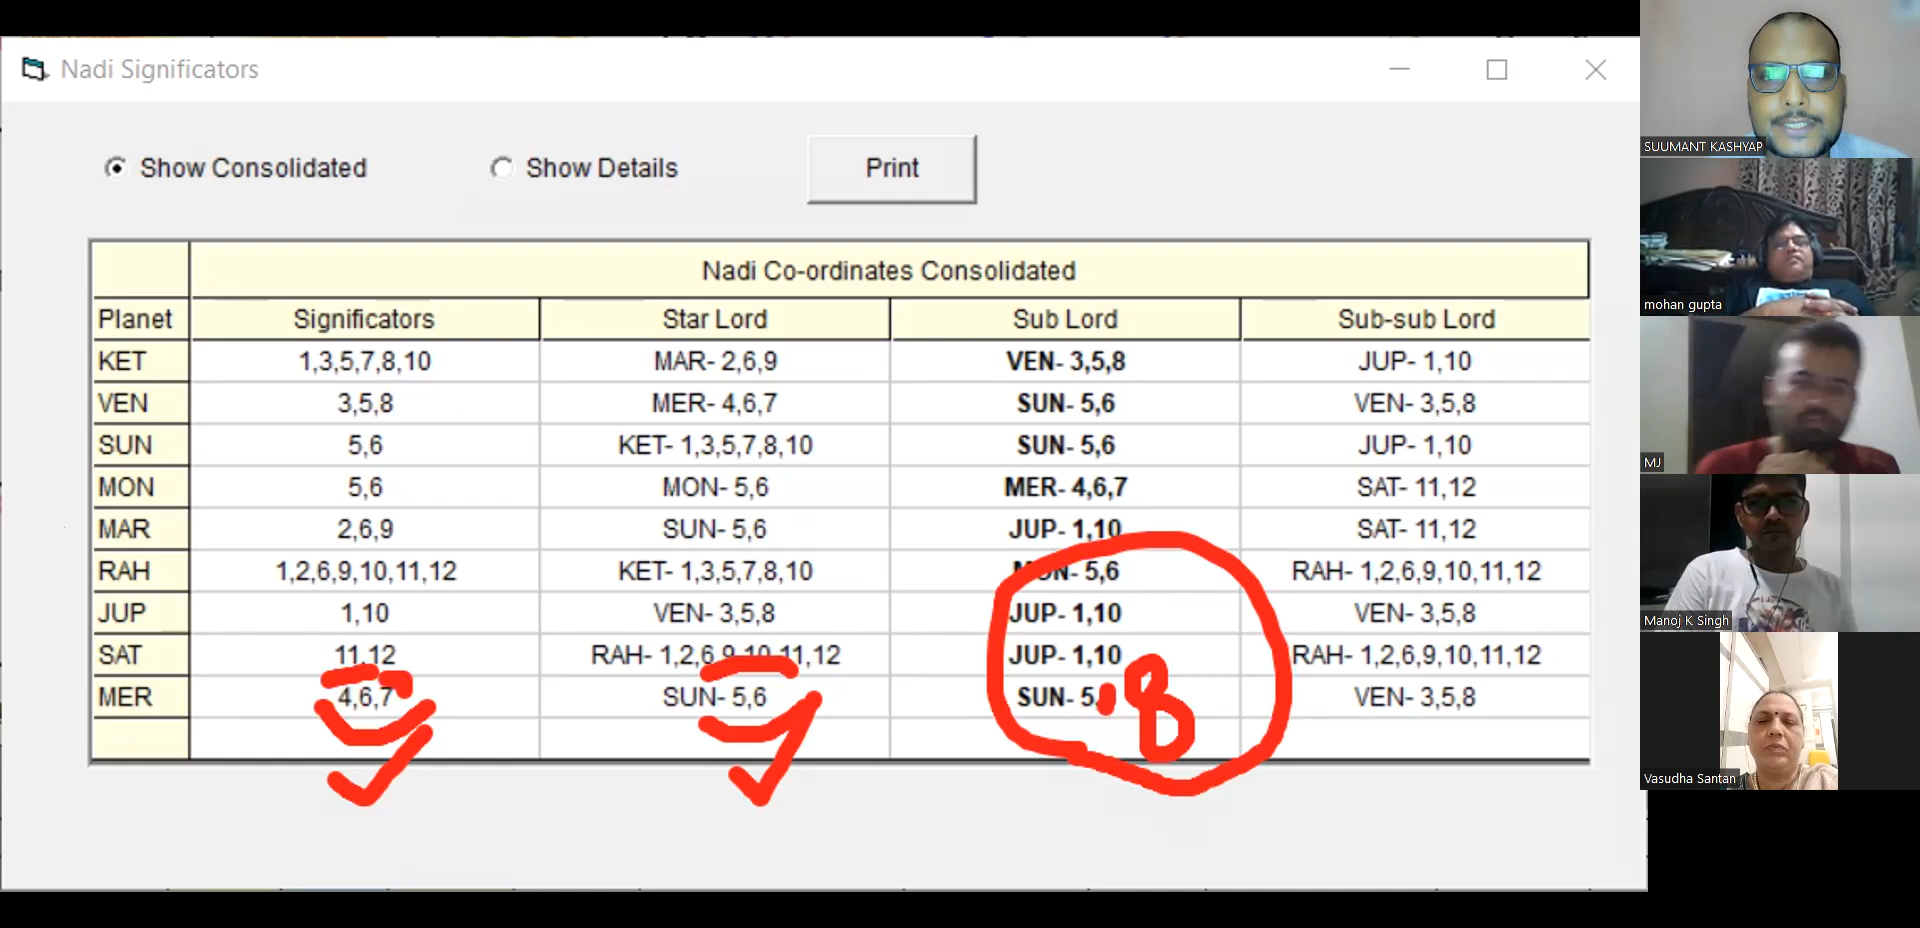 Nadi Significators
Show Consolidated Show Details Print
Nadi Co-ordinates Consolidated
Planet Significators Star Lord Sub Lord Sub-sub Lord
KET 1,3,5,7,8,10 MAR- 2,6,9 VEN- 3,5,8 JUP- 1,10
VEN 3,5,8 MER- 4,6,7 SUN- 5,6 VEN- 3,5,8
SUN 5,6 KET- 1,3,5,7,8,10 SUN- 5,6 JUP- 1,10
MON 5,6 MON- 5,6 MER- 4,6,7 SAT- 11,12
MAR 2,6,9 SUN- 5,6 JUP- 1,10 SAT- 11,12
RAH 1,2,6,9,10,11,12 KET- 1,3,5,7,8,10 MON- 5,6 RAH- 1,2,6,9,10,11,12
JUP 1,10 VEN- 3,5,8 JUP- 1,10 VEN- 3,5,8
SAT 11,12 RAH- 1,2,6,9,10,11,12 JUP- 1,10 RAH- 1,2,6,9,10,11,12
MER 4,6,7 SUN- 5,6 SUN- 5, 8 VEN- 3,5,8
SUUMANT KASHYAP
mohan gupta
MJ
Manoj K Singh
Vasudha Santan